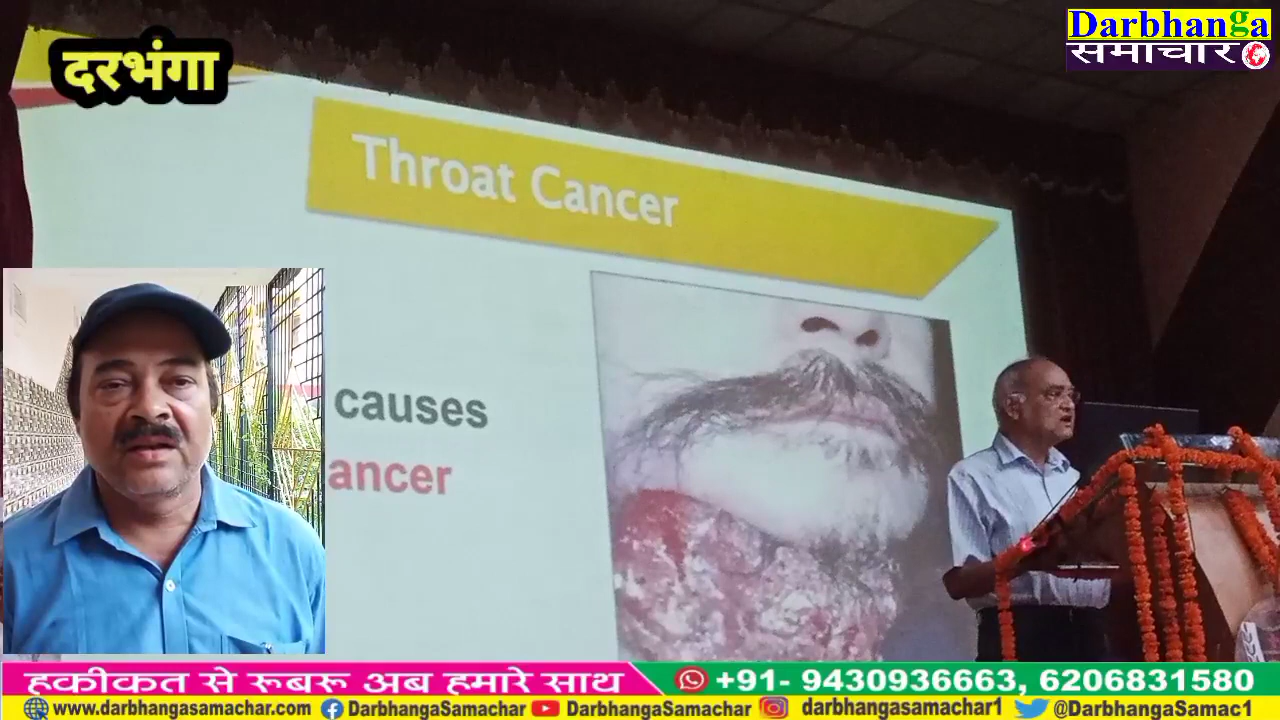 दरभंगा
Darbhanga
समाचार
Throat Cancer
causes
ancer
हकीकत से रूबरू अब हमारे साथ
+91- 9430936663, 6206831580
www.darbhangasamachar.com DarbhangaSamachar DarbhangaSamachar darbhangasamachar1 @DarbhangaSamac1